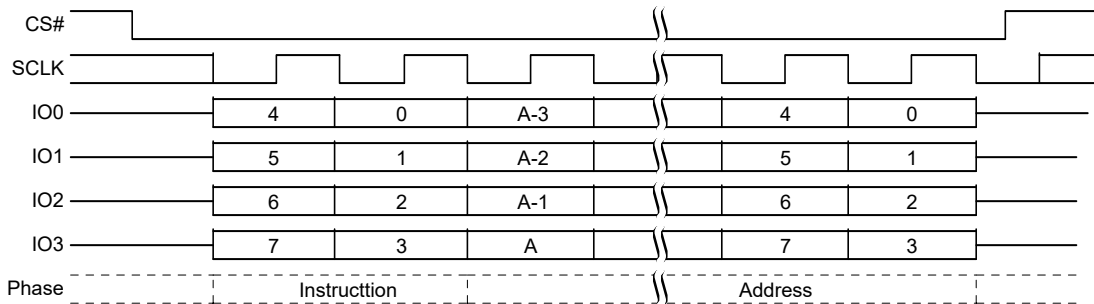 CS#
SCLK
IO0 4 0 A-3 4 0
IO1 5 1 A-2 5 1
IO2 6 2 A-1 6 2
IO3 7 3 A 7 3
Phase Instructtion Address